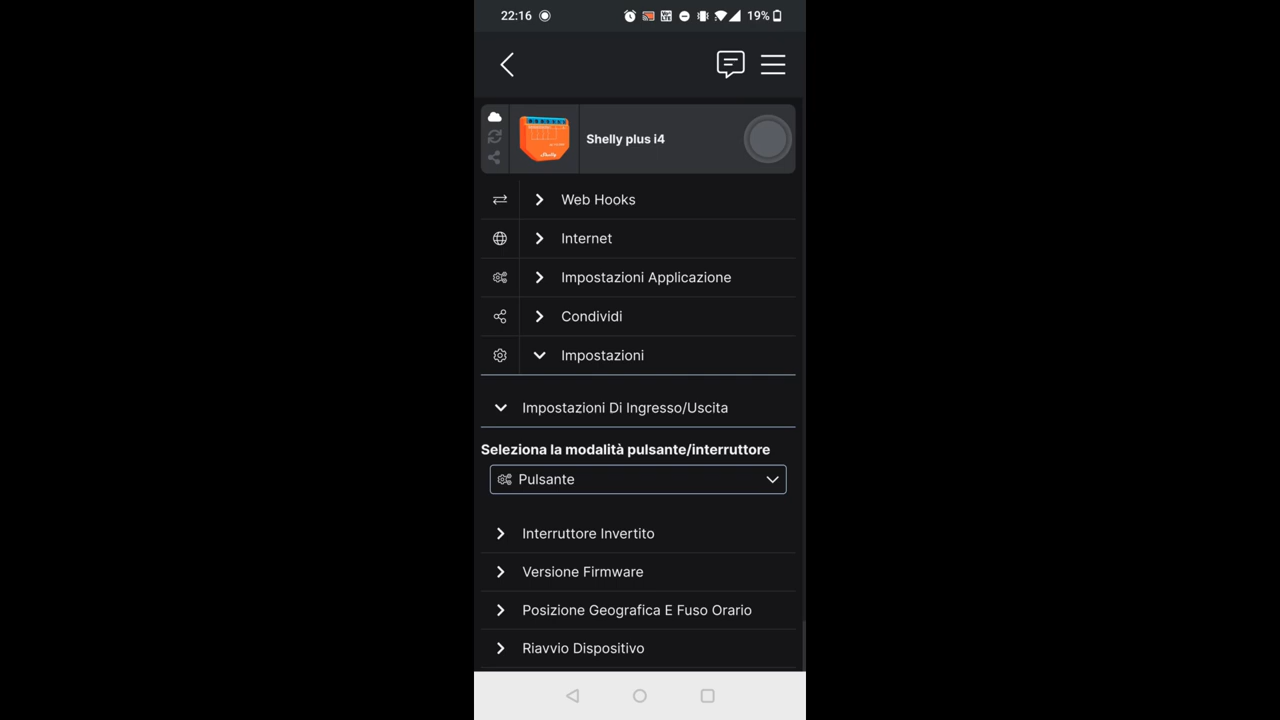 22:16
19%
Shelly plus i4
Web Hooks
Internet
Impostazioni Applicazione
Condividi
Impostazioni
Impostazioni Di Ingresso/Uscita
Seleziona la modalità pulsante/interruttore
Pulsante
Interruttore Invertito
Versione Firmware
Posizione Geografica E Fuso Orario
Riavvio Dispositivo